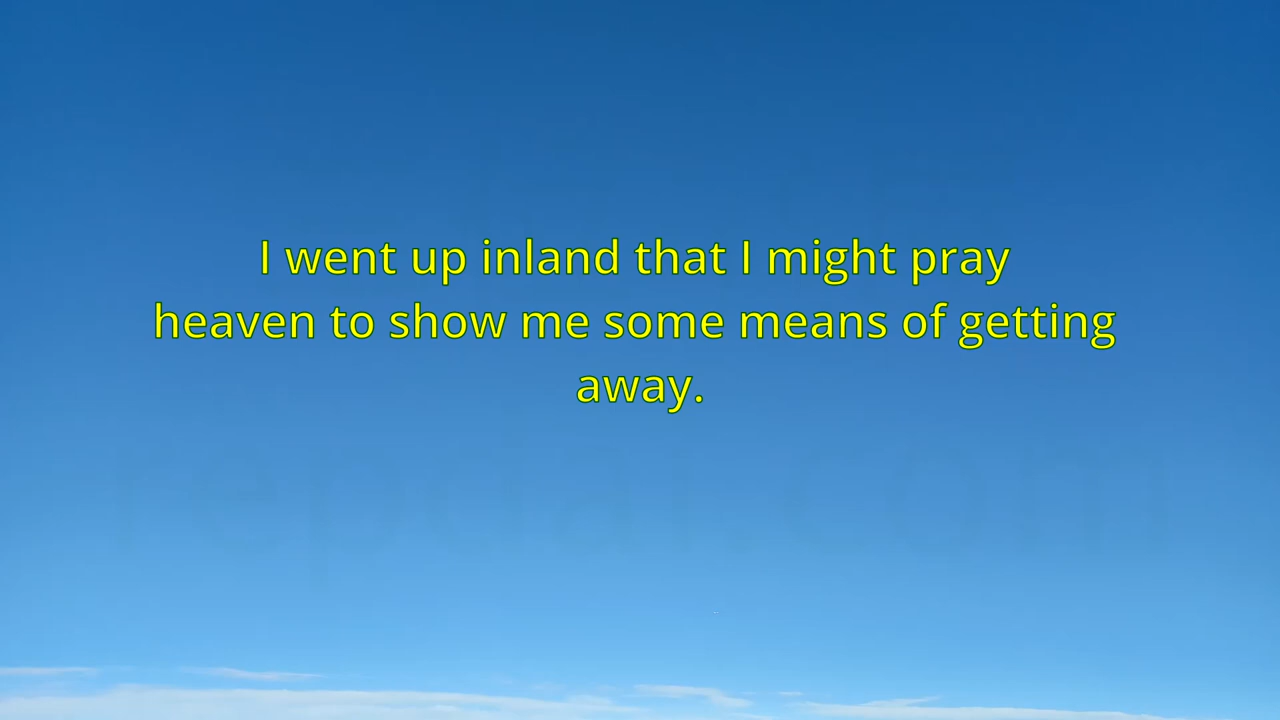 I went up inland that I might pray
heaven to show me some means of getting
away.